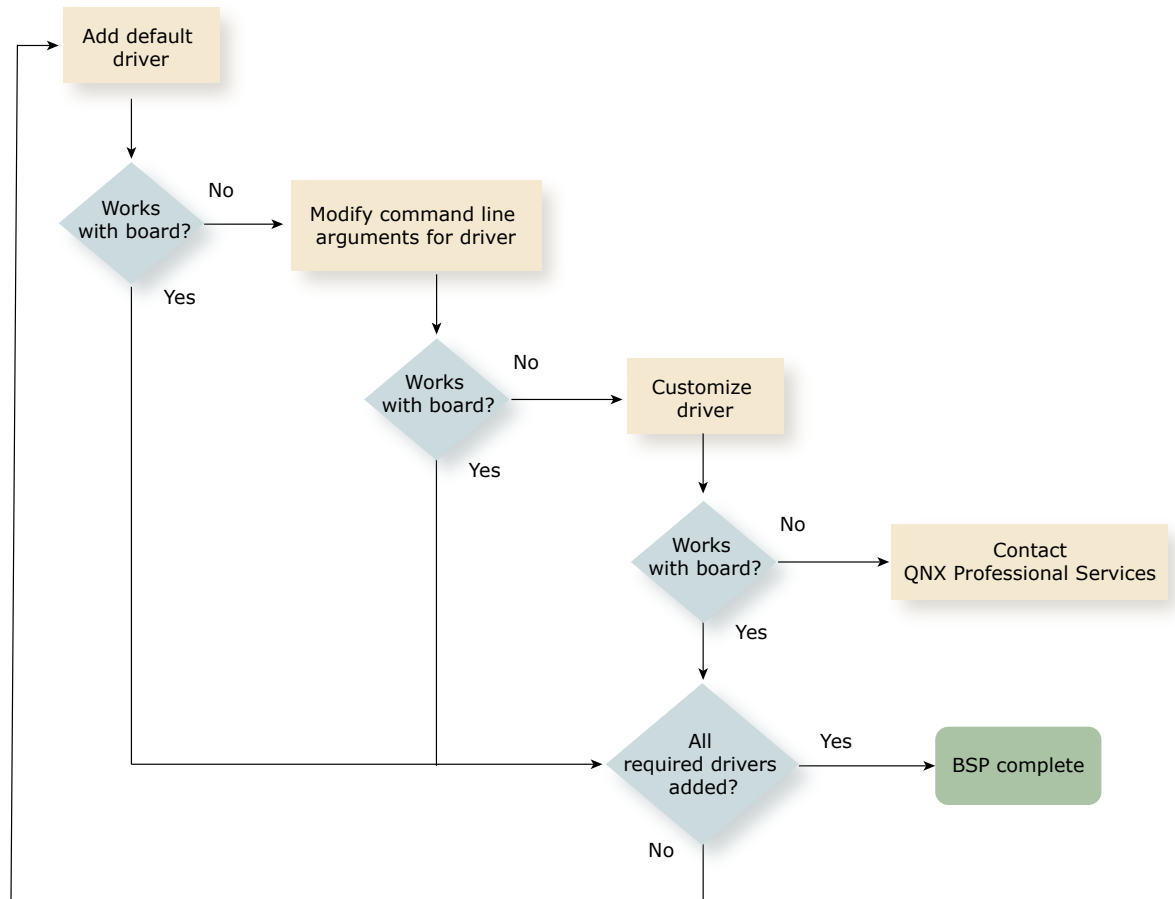 Add default
driver
Works
with board?
No
Modify command line
arguments for driver
Yes
Works
with board?
No
Customize
driver
Yes
Works
with board?
No
Contact
QNX Professional Services
Yes
All
required drivers
added?
Yes
BSP complete
No